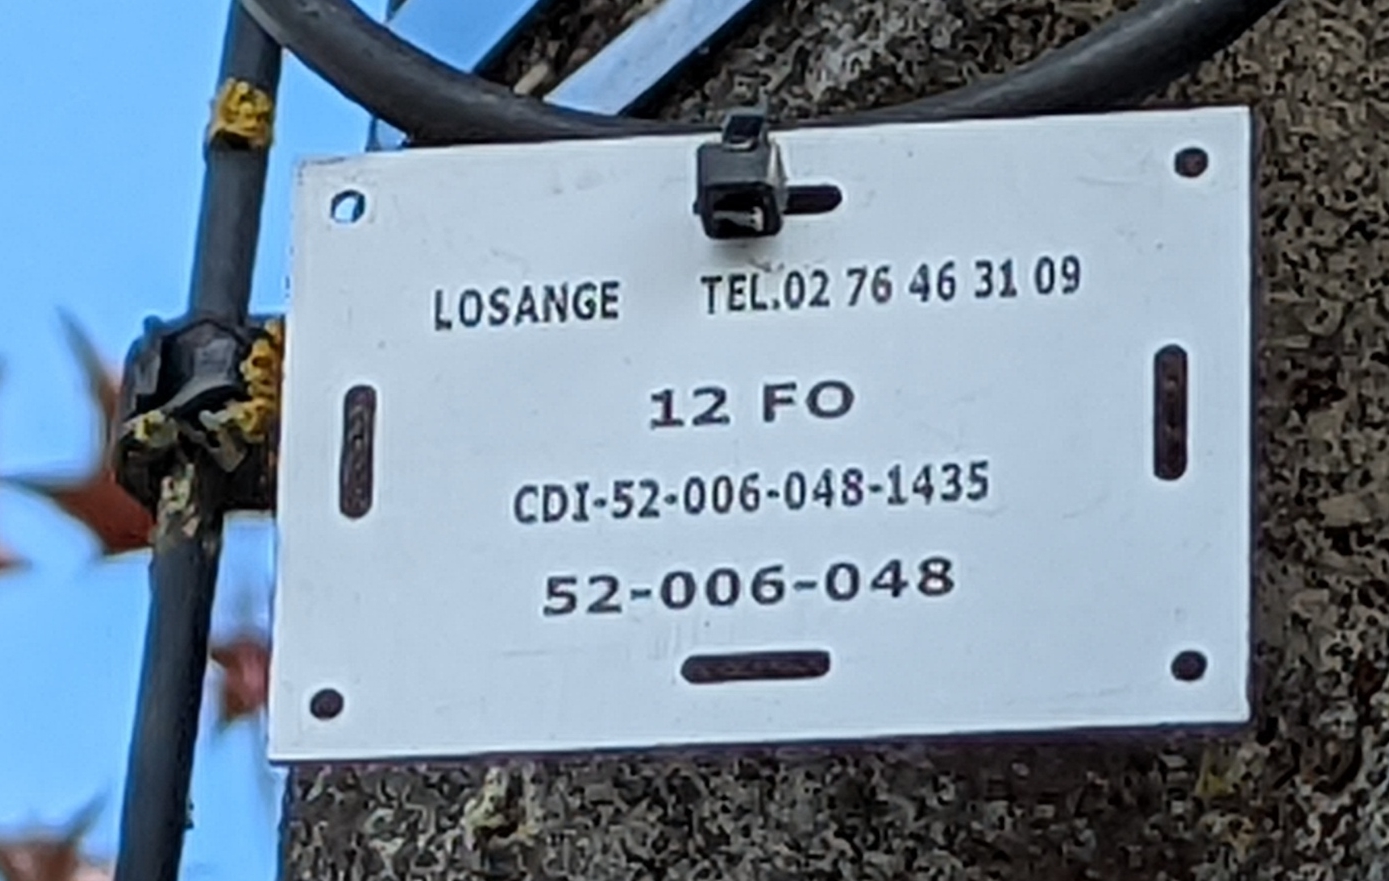 LOSANGE TEL.02 76 46 31 09
12 FO
CDI-52-006-048-1435
52-006-048